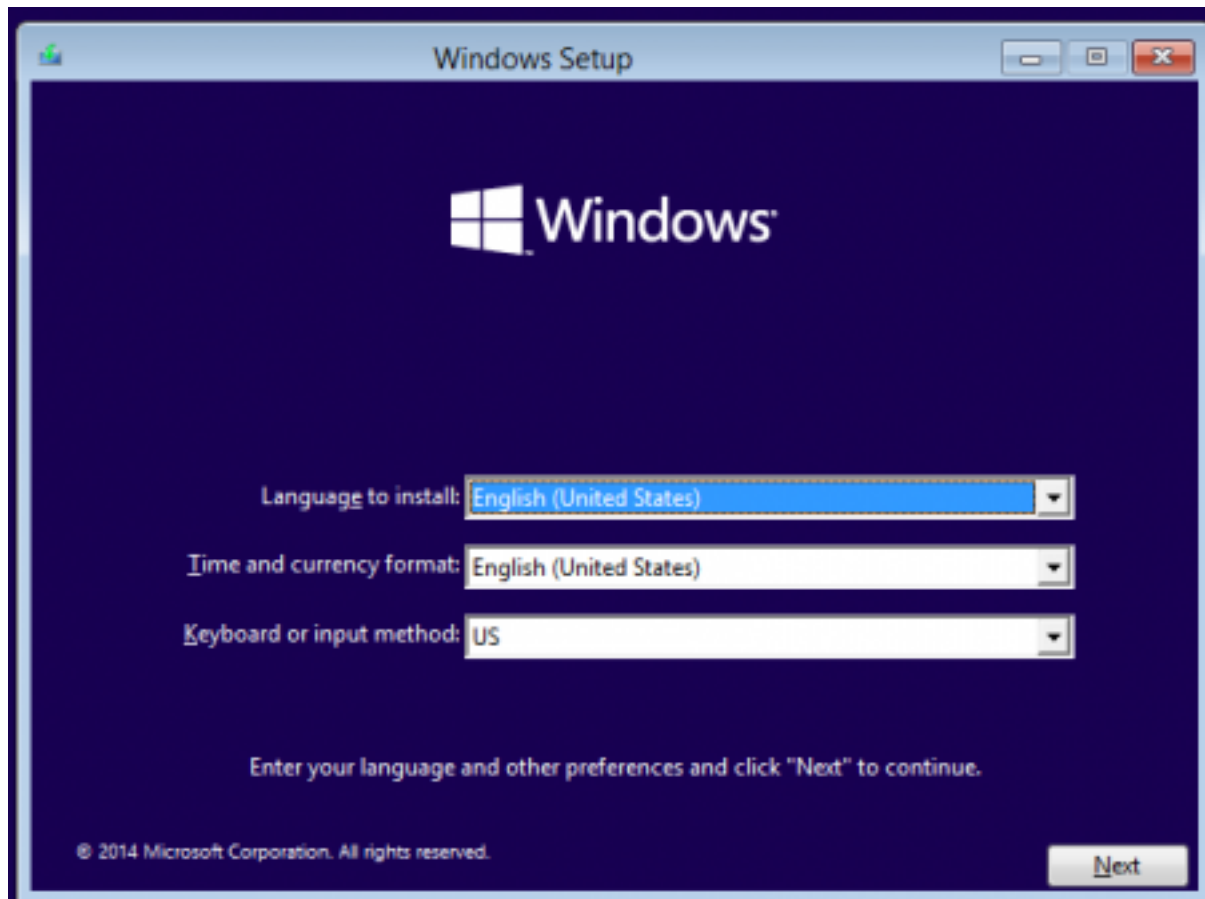 Windows Setup
Windows
Language to install: English (United States)
Time and currency format: English (United States)
Keyboard or input method: US
Enter your language and other preferences and click "Next" to continue.
© 2014 Microsoft Corporation. All rights reserved.
Next